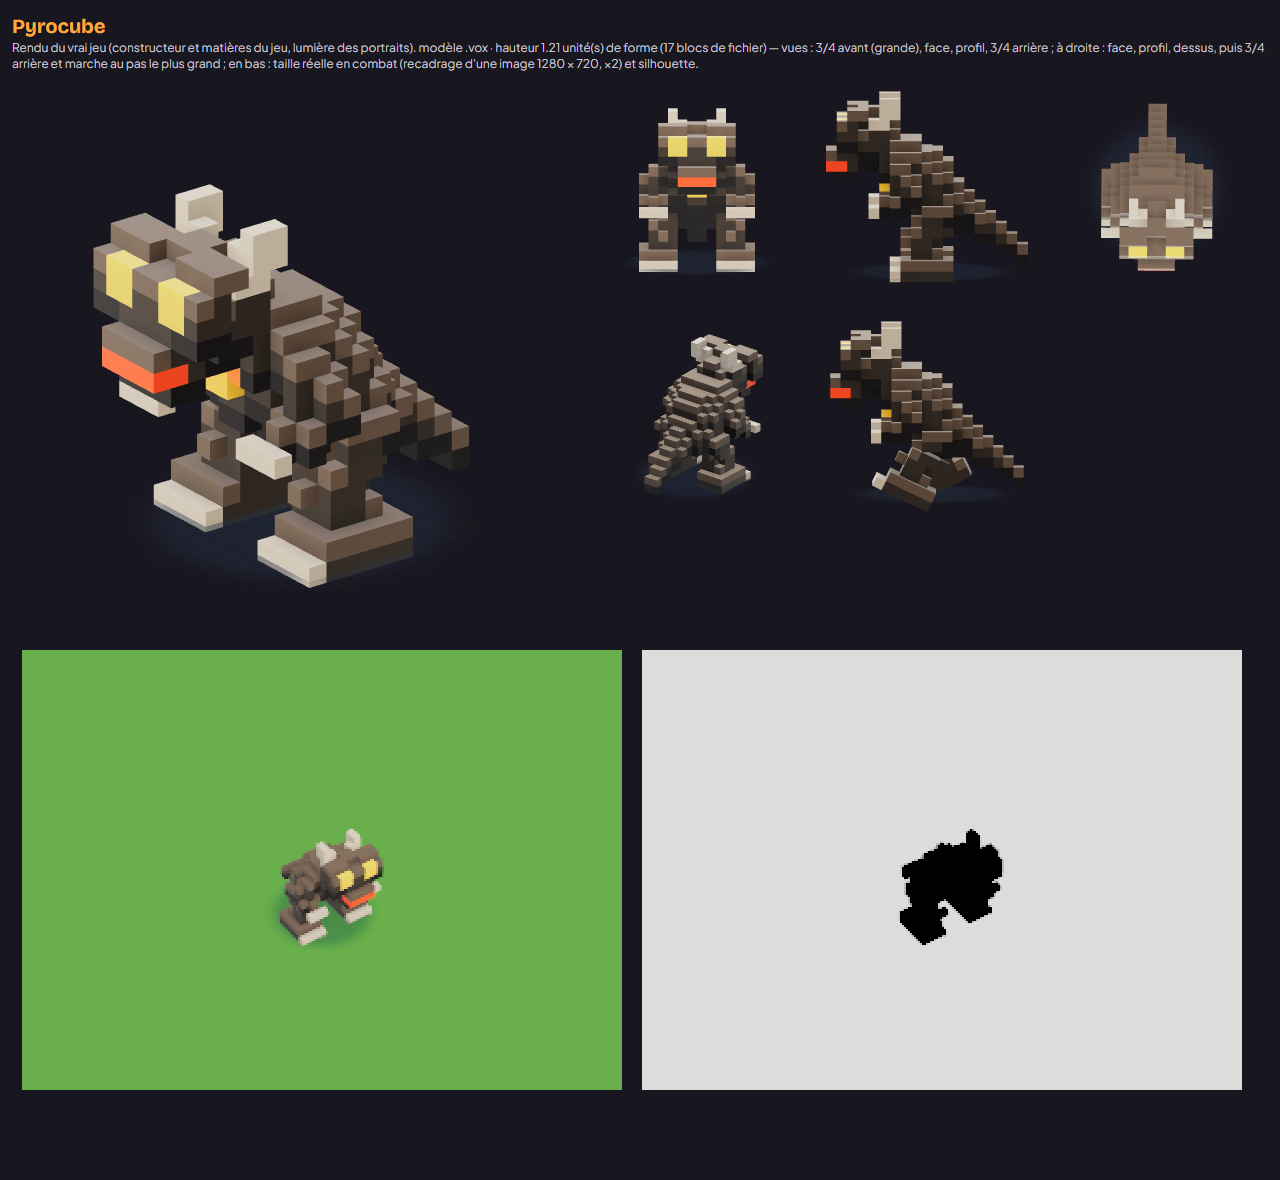 Pyrocube
Rendu du vrai jeu (constructeur et matières du jeu, lumière des portraits). modèle .vox · hauteur 1.21 unité(s) de forme (17 blocs de fichier) — vues : 3/4 avant (grande), face, profil, 3/4 arrière ; à droite : face, profil, dessus, puis 3/4
arrière et marche au pas le plus grand ; en bas : taille réelle en combat (recadrage d'une image 1280 × 720, ×2) et silhouette.